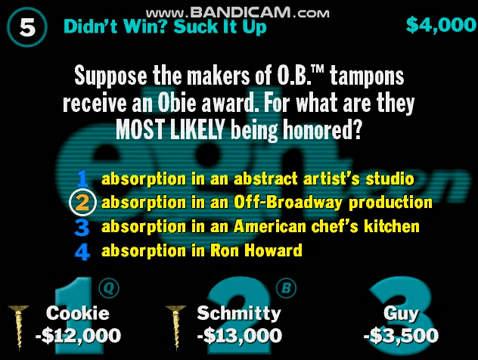 WWW.BANDICAM.COM
5 Didn't Win? Suck It Up $4,000
Suppose the makers of O.B.™ tampons
receive an Obie award. For what are they
MOST LIKELY being honored?
1 absorption in an abstract artist's studio
2 absorption in an Off-Broadway production
3 absorption in an American chef's kitchen
4 absorption in Ron Howard
1 Q 2 B 3
Cookie Schmitty Guy
-$12,000 -$13,000 -$3,500